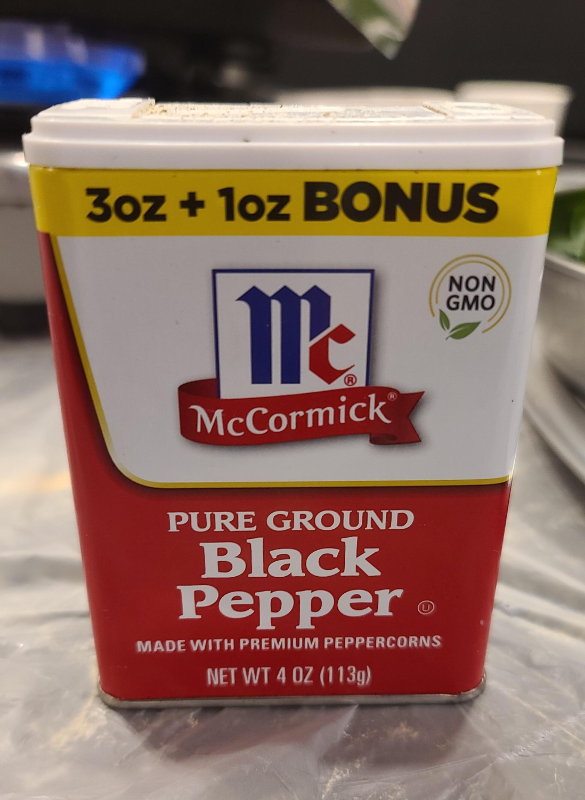 3oz + 1oz BONUS
NON
GMO
Mc®
McCormick®
PURE GROUND
Black
Pepper Ⓤ
MADE WITH PREMIUM PEPPERCORNS
NET WT 4 OZ (113g)